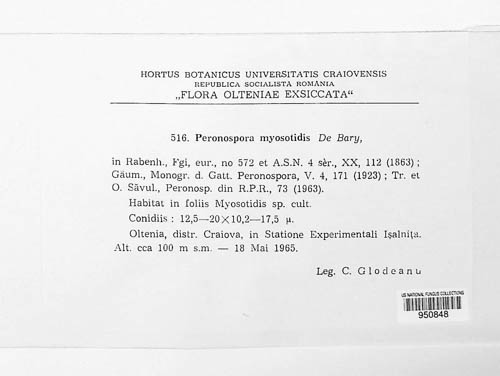 HORTUS BOTANICUS UNIVERSITATIS CRAIOVENSIS
REPUBLICA SOCIALISTA ROMANIA
„FLORA OLTENIAE EXSICCATA“
516. Peronospora myosotidis De Bary,
in Rabenh., Fgi, eur., no 572 et A.S.N. 4 sèr., XX, 112 (1863) ;
Gäum., Monogr. d. Gatt. Peronospora, V. 4, 171 (1923) ; Tr. et
O. Săvul., Peronosp. din R.P.R., 73 (1963).
Habitat in foliis Myosotidis sp. cult.
Conidiis : 12,5—20×10,2—17,5 µ.
Oltenia, distr. Craiova, in Statione Experimentali Işalniţa.
Alt. cca 100 m s.m. — 18 Mai 1965.
Leg. C. Glodeanu
US NATIONAL FUNGUS COLLECTIONS
950848